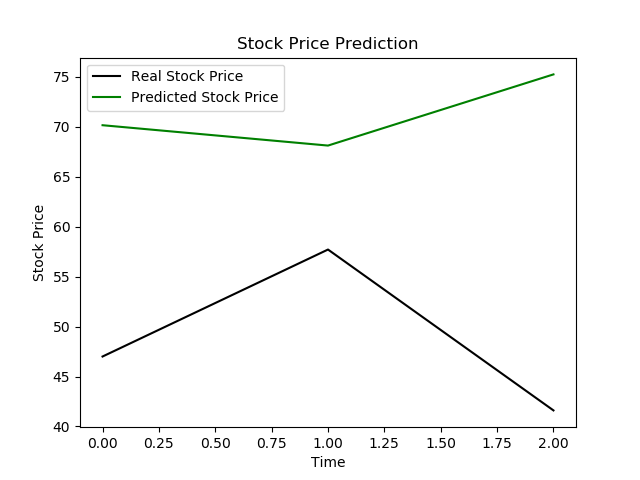 Stock Price Prediction
Real Stock Price
Predicted Stock Price
75
70
65
60
55
50
45
40
Stock Price
0.00 0.25 0.50 0.75 1.00 1.25 1.50 1.75 2.00
Time